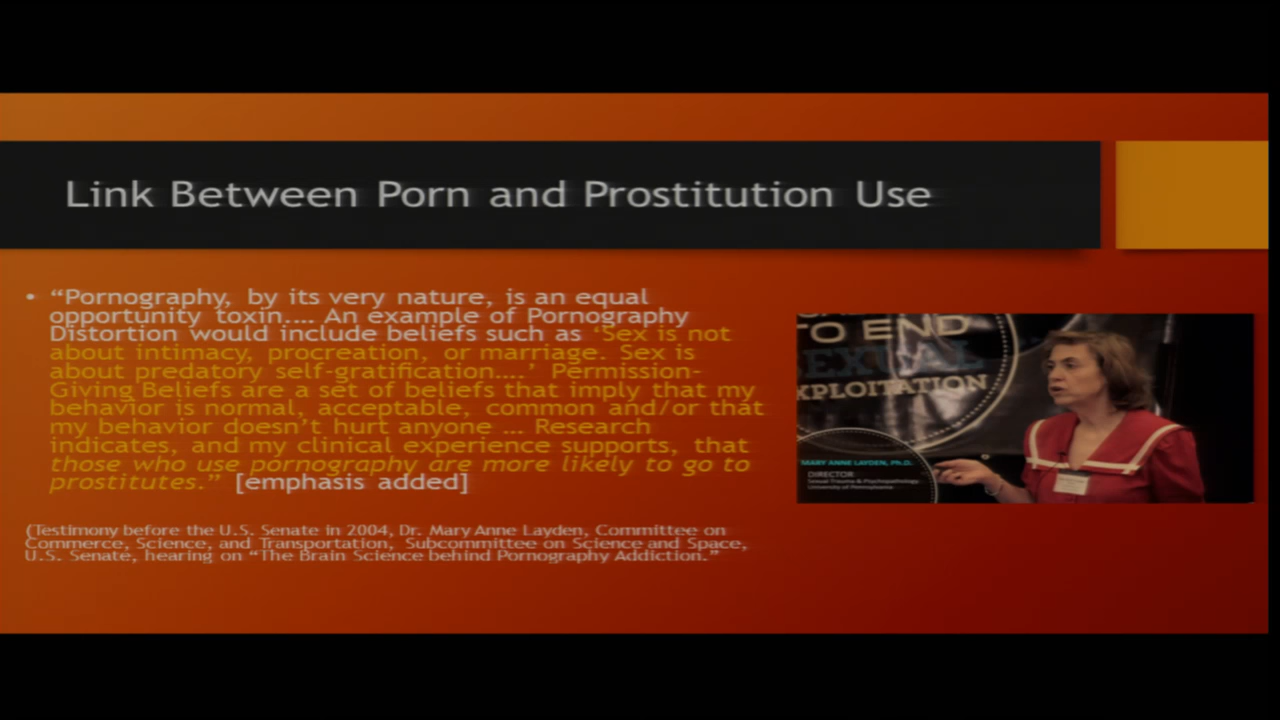 Link Between Porn and Prostitution Use
• “Pornography, by its very nature, is an equal
opportunity toxin.... An example of Pornography
Distortion would include beliefs such as ‘Sex is not
about intimacy, procreation, or marriage. Sex is
about predatory self-gratification....’ Permission-
Giving Beliefs are a set of beliefs that imply that my
behavior is normal, acceptable, common and/or that
my behavior doesn’t hurt anyone ... Research
indicates, and my clinical experience supports, that
those who use pornography are more likely to go to
prostitutes.” [emphasis added]
(Testimony before the U.S. Senate in 2004, Dr. Mary Anne Layden, Committee on
Commerce, Science, and Transportation, Subcommittee on Science and Space,
U.S. Senate, hearing on “The Brain Science behind Pornography Addiction.”
TO END
SEXUAL
XPLOITATION
MARY ANNE LAYDEN, Ph.D.
DIRECTOR
Sexual Trauma & Psychopathology
University of Pennsylvania